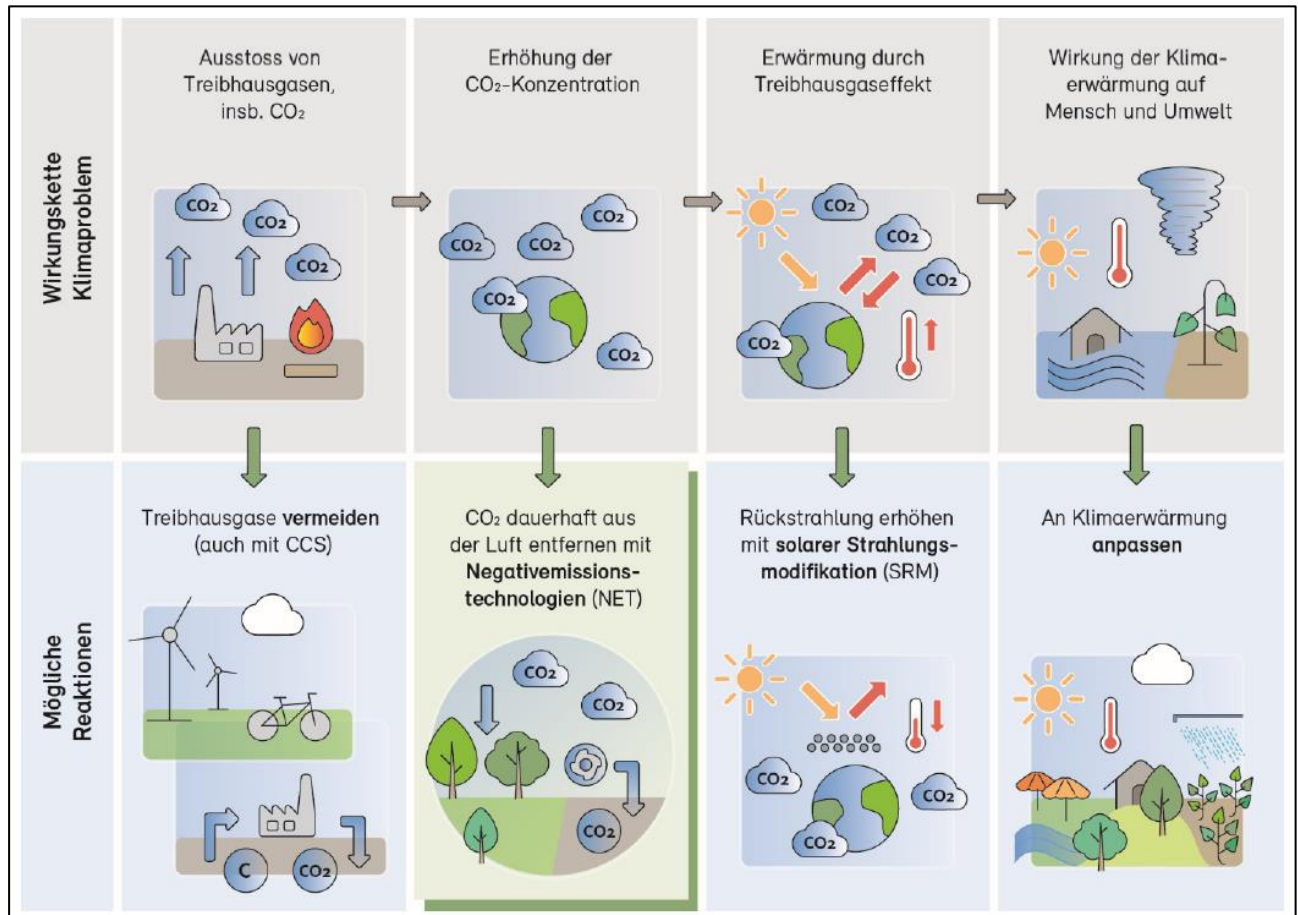 Wirkungskette
Klimaproblem
Ausstoss von
Treibhausgasen,
insb. CO₂
CO₂
CO₂
CO₂
Erhöhung der
CO₂-Konzentration
CO₂
CO₂
CO₂
CO₂
CO₂
Erwärmung durch
Treibhausgaseffekt
CO₂
CO₂
CO₂
CO₂
Wirkung der Klima-
erwärmung auf
Mensch und Umwelt
Mögliche
Reaktionen
Treibhausgase vermeiden
(auch mit CCS)
C
CO₂
CO₂ dauerhaft aus
der Luft entfernen mit
Negativemissions-
technologien (NET)
CO₂
CO₂
CO₂
Rückstrahlung erhöhen
mit solarer Strahlungs-
modifikation (SRM)
CO₂
CO₂
CO₂
An Klimaerwärmung
anpassen